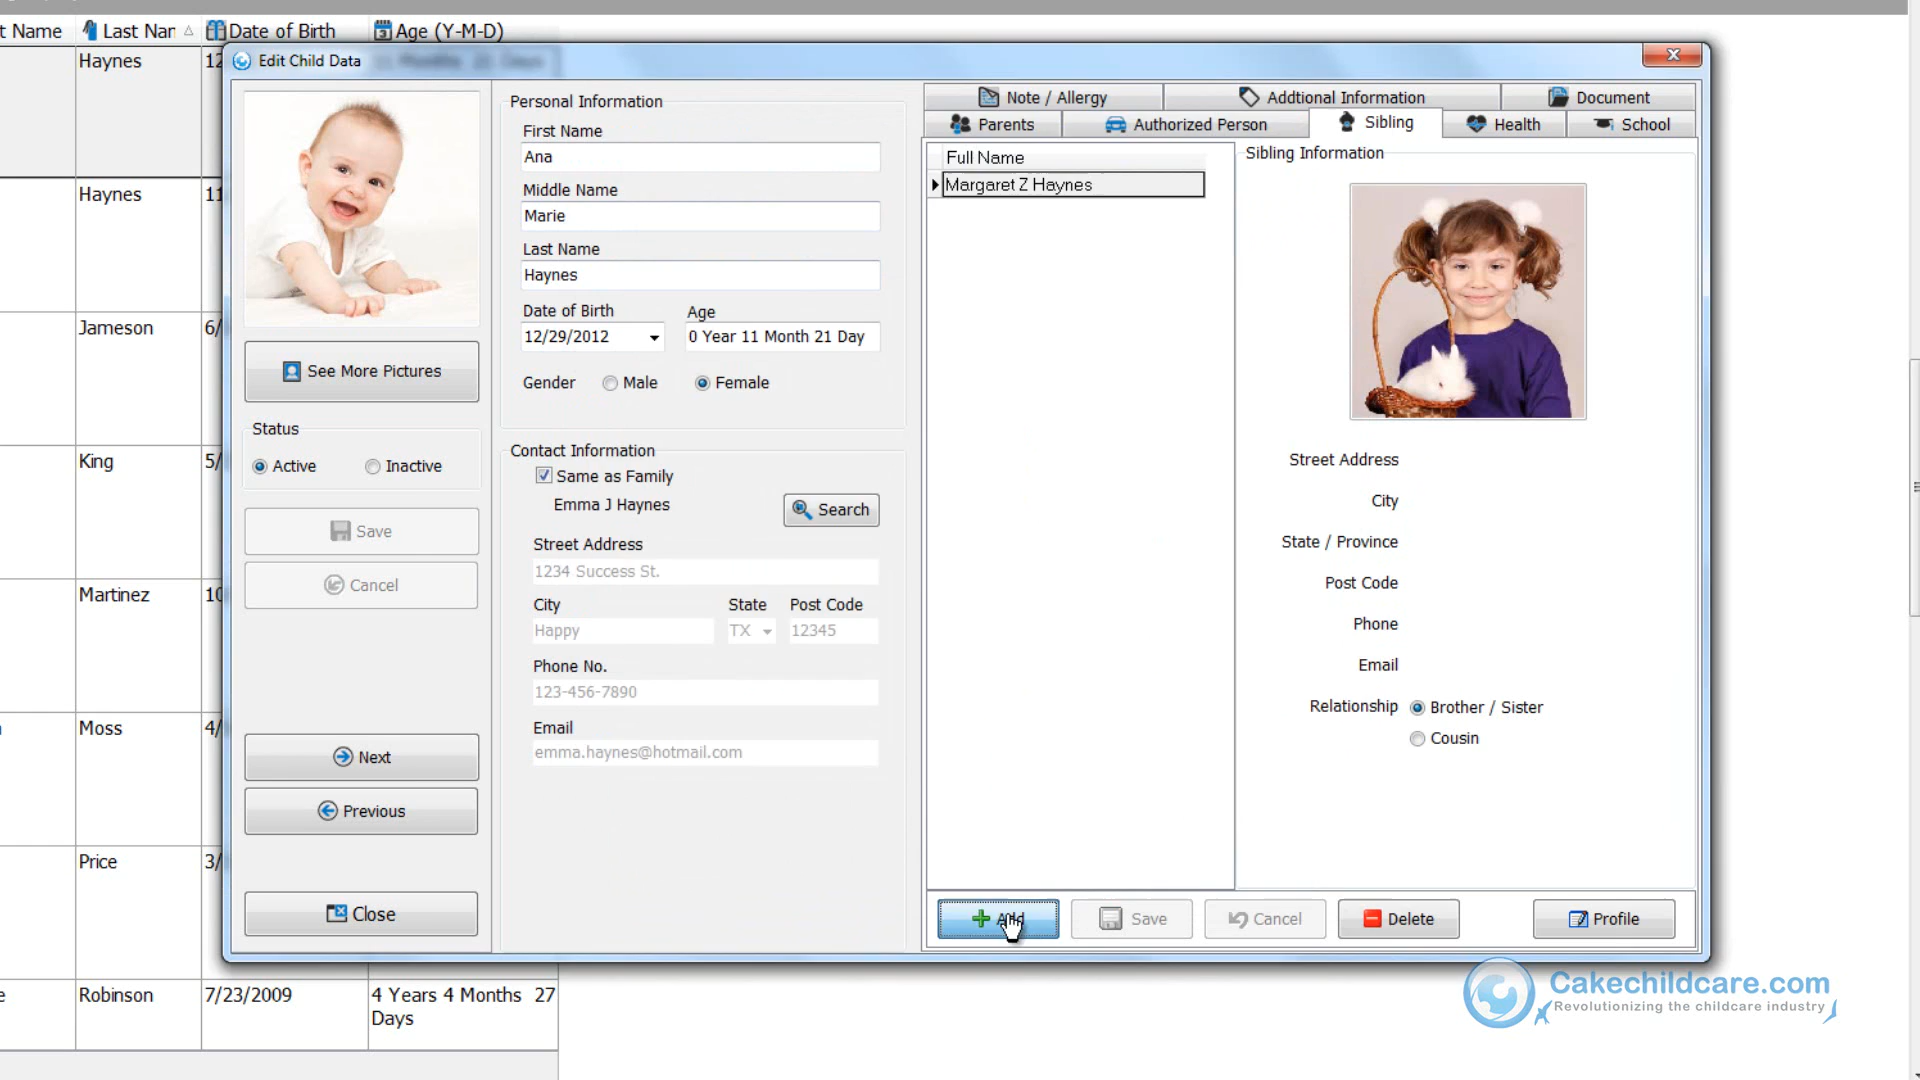 t Name
Last Nar
Date of Birth
Age (Y-M-D)
Haynes
12
Haynes
11
Jameson
6/
King
5/
Martinez
10
Moss
4/
Price
3/
e
Robinson
7/23/2009
4 Years 4 Months 27
Days
Edit Child Data
See More Pictures
Status
Active
Inactive
Save
Cancel
Next
Previous
Close
Personal Information
First Name
Ana
Middle Name
Marie
Last Name
Haynes
Date of Birth
Age
12/29/2012
0 Year 11 Month 21 Day
Gender
Male
Female
Contact Information
Same as Family
Emma J Haynes
Search
Street Address
1234 Success St.
City
State
Post Code
Happy
TX
12345
Phone No.
123-456-7890
Email
emma.haynes@hotmail.com
Note / Allergy
Addtional Information
Document
Parents
Authorized Person
Sibling
Health
School
Full Name
Margaret Z Haynes
Sibling Information
Street Address
City
State / Province
Post Code
Phone
Email
Relationship
Brother / Sister
Cousin
Add
Save
Cancel
Delete
Profile
Cakechildcare.com
Revolutionizing the childcare industry